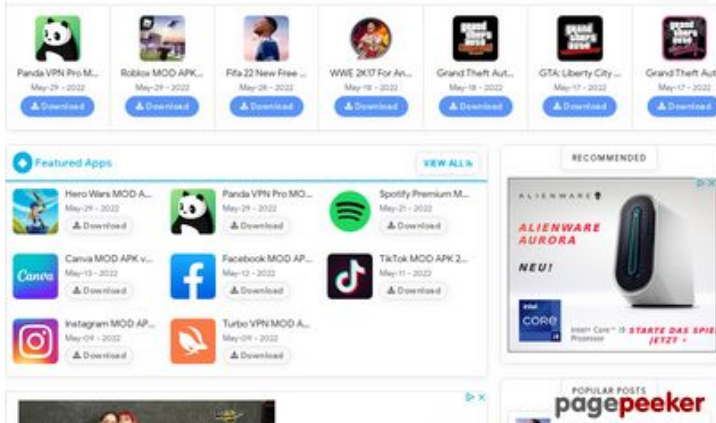 Panda VPN Pro M...
May-29 - 2022
Download
Roblox MOD APK...
May-29 - 2022
Download
Fifa 22 New Free ...
May-28 - 2022
Download
WWE 2K17 For An...
May-18 - 2022
Download
Grand Theft Aut...
May-18 - 2022
Download
GTA: Liberty City ...
May-17 - 2022
Download
Grand Theft Aut
May-17 - 2022
Download
Featured Apps
VIEW ALL
Hero Wars MOD A...
May-29 - 2022
Download
Panda VPN Pro MO...
May-29 - 2022
Download
Spotify Premium M...
May-21 - 2022
Download
Canva
Canva MOD APK v...
May-13 - 2022
Download
Facebook MOD AP...
May-12 - 2022
Download
TikTok MOD APK 2...
May-11 - 2022
Download
Instagram MOD AP...
May-09 - 2022
Download
Turbo VPN MOD A...
May-09 - 2022
Download
RECOMMENDED
ALIENWARE
ALIENWARE
AURORA
NEU!
intel
CORE
i9
Intel® Core™ i9
Prozessor
STARTE DAS SPIE
JETZT
POPULAR POSTS
pagepeeker